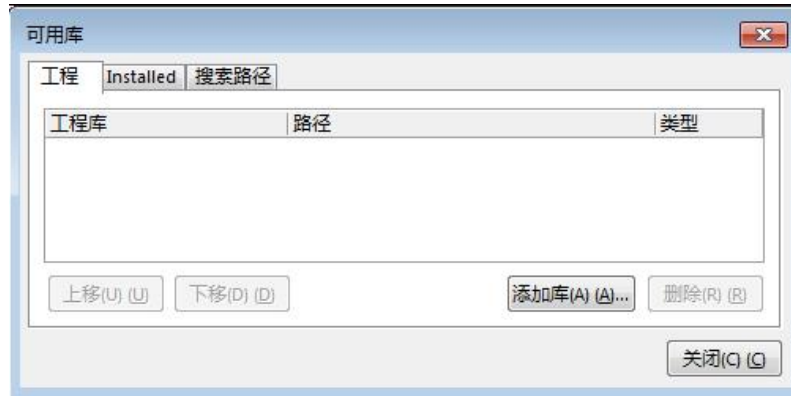 可用库
工程 Installed 搜索路径
工程库 路径 类型
上移(U) (U) 下移(D) (D) 添加库(A) (A)... 删除(R) (R)
关闭(C) (C)